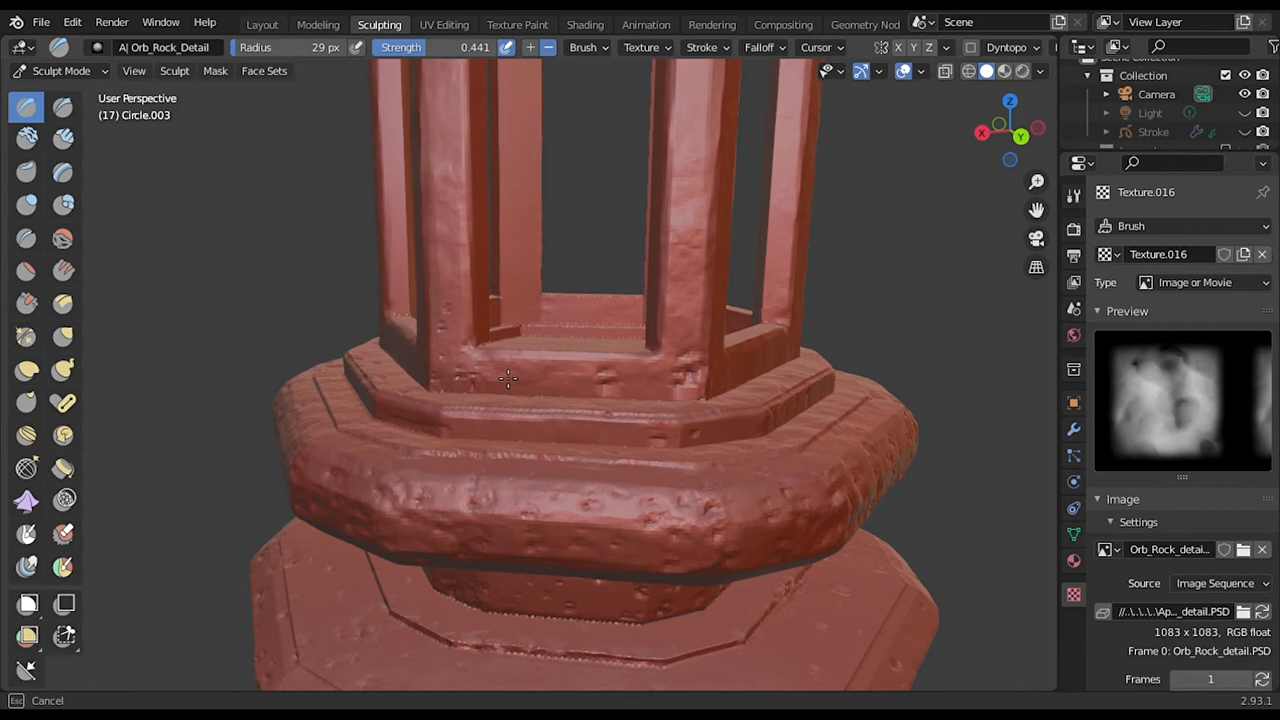 File Edit Render Window Help Layout Modeling Sculpting UV Editing Texture Paint Shading Animation Rendering Compositing Geometry Nod Scene View Layer
A| Orb_Rock_Detail Radius 29 px Strength 0.441 Brush Texture Stroke Falloff Cursor X Y Z Dyntopo
Sculpt Mode View Sculpt Mask Face Sets
User Perspective
(17) Circle.003
Z
X
Y
Collection
Camera
Light
Stroke
Texture.016
Brush
Texture.016
Type Image or Movie
Preview
Image
Settings
Orb_Rock_detai...
Source Image Sequence
//..\..\..\..\Ap..._detail.PSD
1083 x 1083, RGB float
Frame 0: Orb_Rock_detail.PSD
Frames 1
Esc Cancel 2.93.1